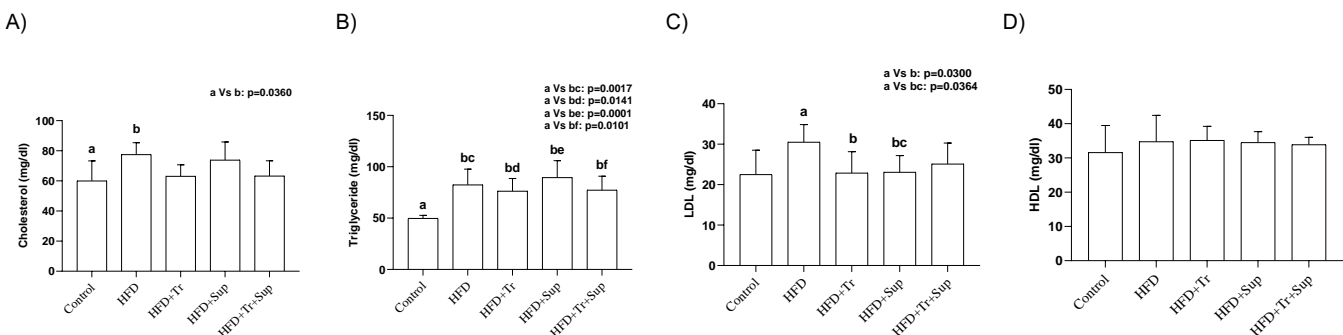 A)
a Vs b: p=0.0360
Cholesterol (mg/dl)
100
80
60
40
20
0
a
b
Control
HFD
HFD+Tr
HFD+Sup
HFD+Tr+Sup
B)
a Vs bc: p=0.0017
a Vs bd: p=0.0141
a Vs be: p=0.0001
a Vs bf: p=0.0101
Triglyceride (mg/dl)
150
100
50
0
a
bc
bd
be
bf
Control
HFD
HFD+Tr
HFD+Sup
HFD+Tr+Sup
C)
a Vs b: p=0.0300
a Vs bc: p=0.0364
LDL (mg/dl)
40
30
20
10
0
a
b
bc
Control
HFD
HFD+Tr
HFD+Sup
HFD+Tr+Sup
D)
HDL (mg/dl)
50
40
30
20
10
0
Control
HFD
HFD+Tr
HFD+Sup
HFD+Tr+Sup